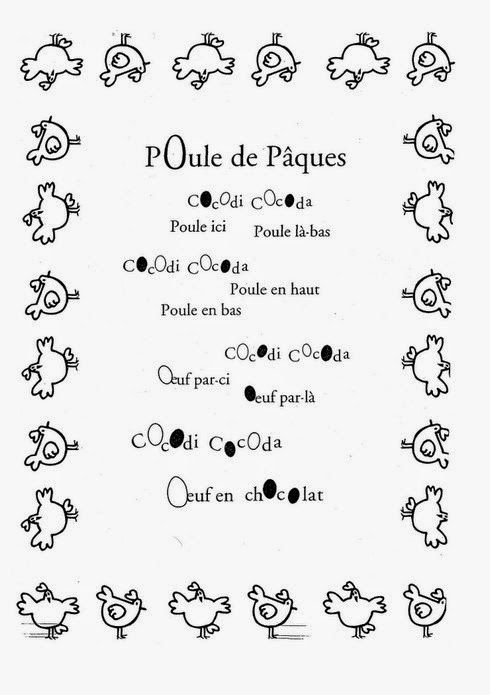 POule de Pâques
COcOdi COcOda
Poule ici
Poule là-bas
COcOdi COcOda
Poule en haut
Poule en bas
COcOdi COcOda
Oeuf par-ci
Oeuf par-là
COcOdi COcOda
Oeuf en chOcOlat